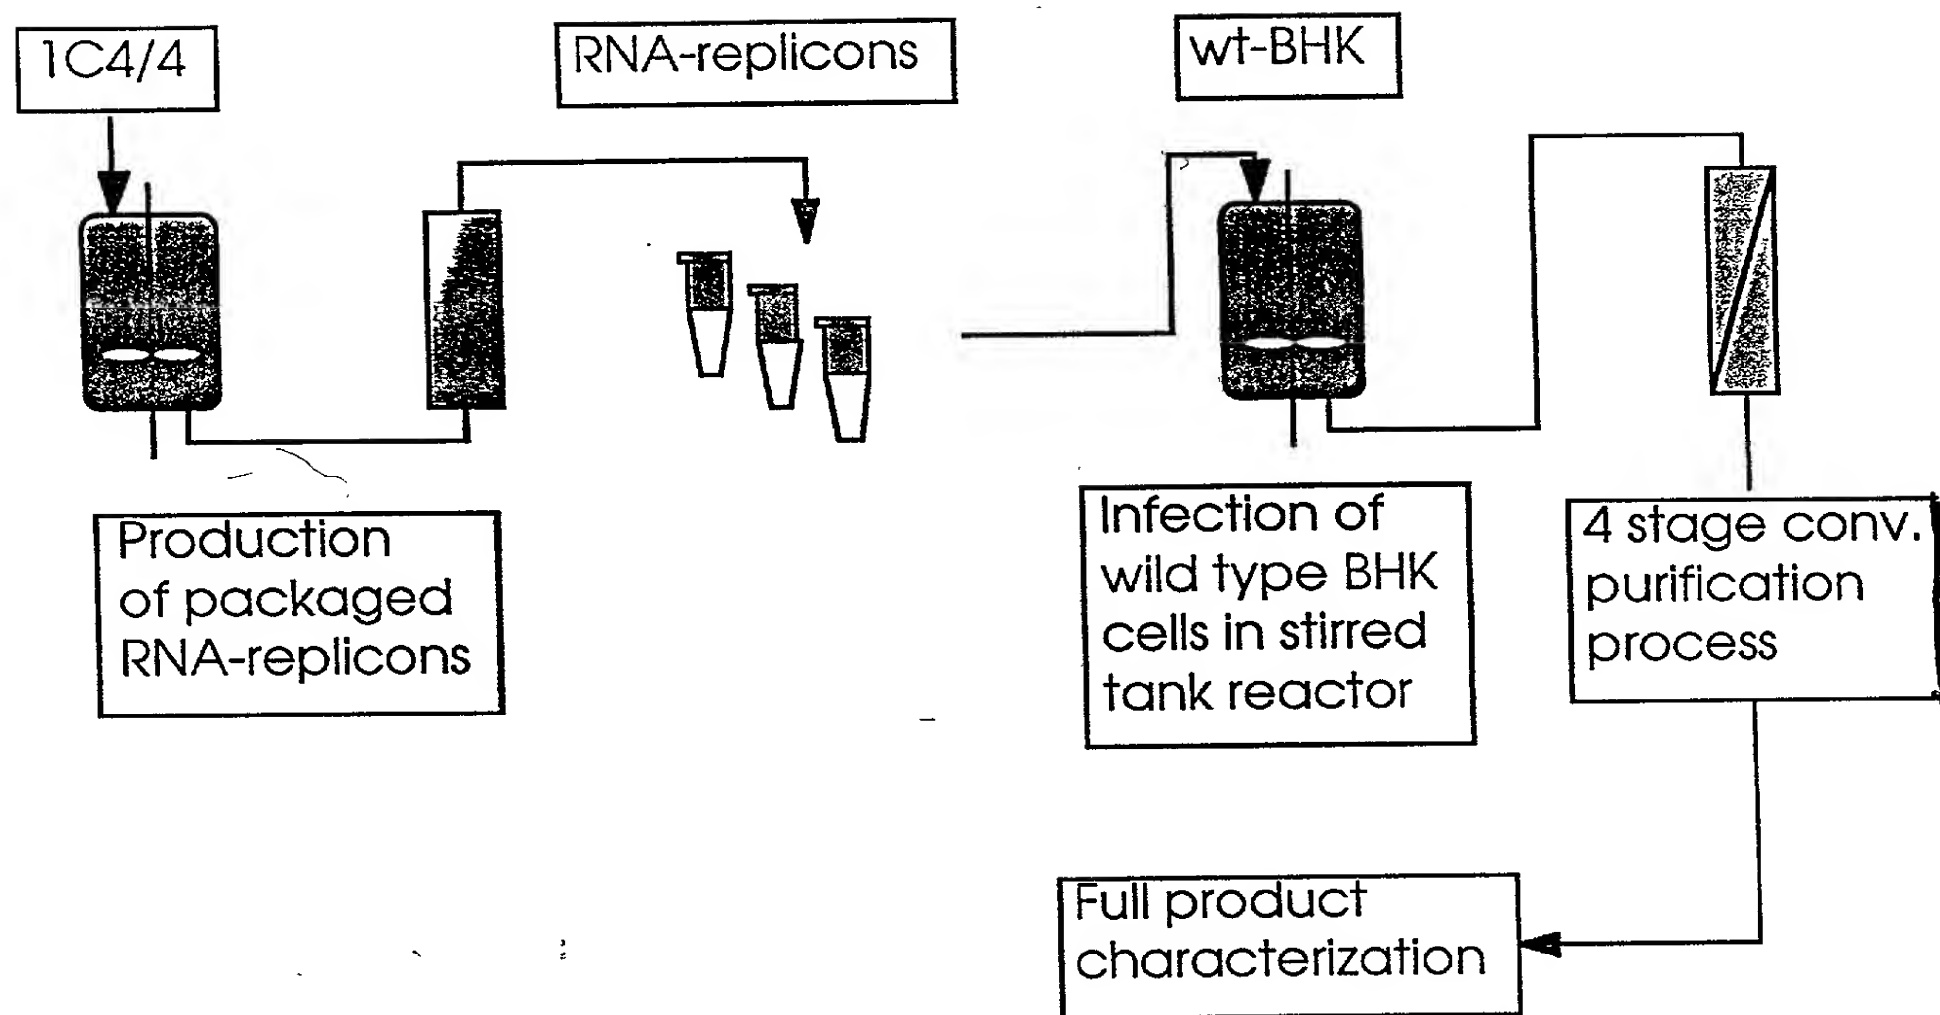 1C4/4
RNA-replicons
wt-BHK
Production
of packaged
RNA-replicons
Infection of
wild type BHK
cells in stirred
tank reactor
4 stage conv.
purification
process
Full product
characterization